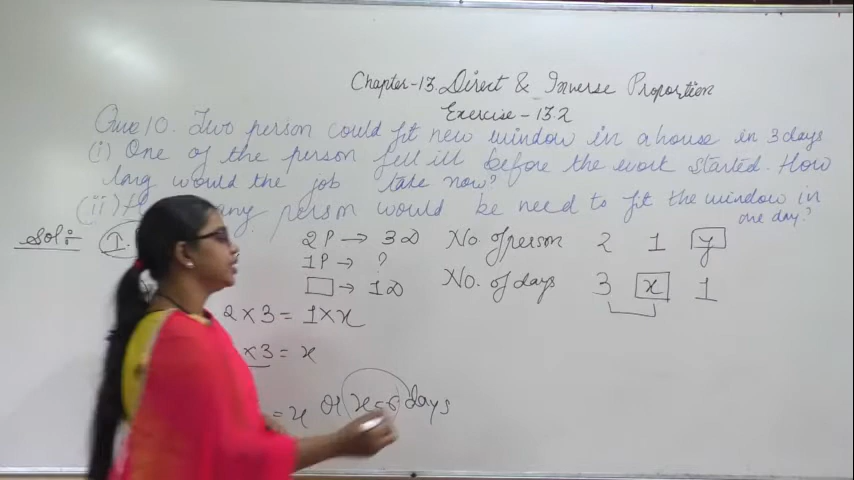 Chapter-13. Direct & Inverse Proportion
Exercise - 13.2
Que 10. Two person could fit new window in a house in 3 days
(i) One of the person fell ill before the work started. How
long would the job take now?
(ii) any person would be need to fit the window in
one day?
Sol:- 1. 2P → 3D No. of person 2 1 y
1P → ?
□ → 1D No. of days 3 x 1
2 × 3 = 1 × x
× 3 = x
= x or x = 6 days